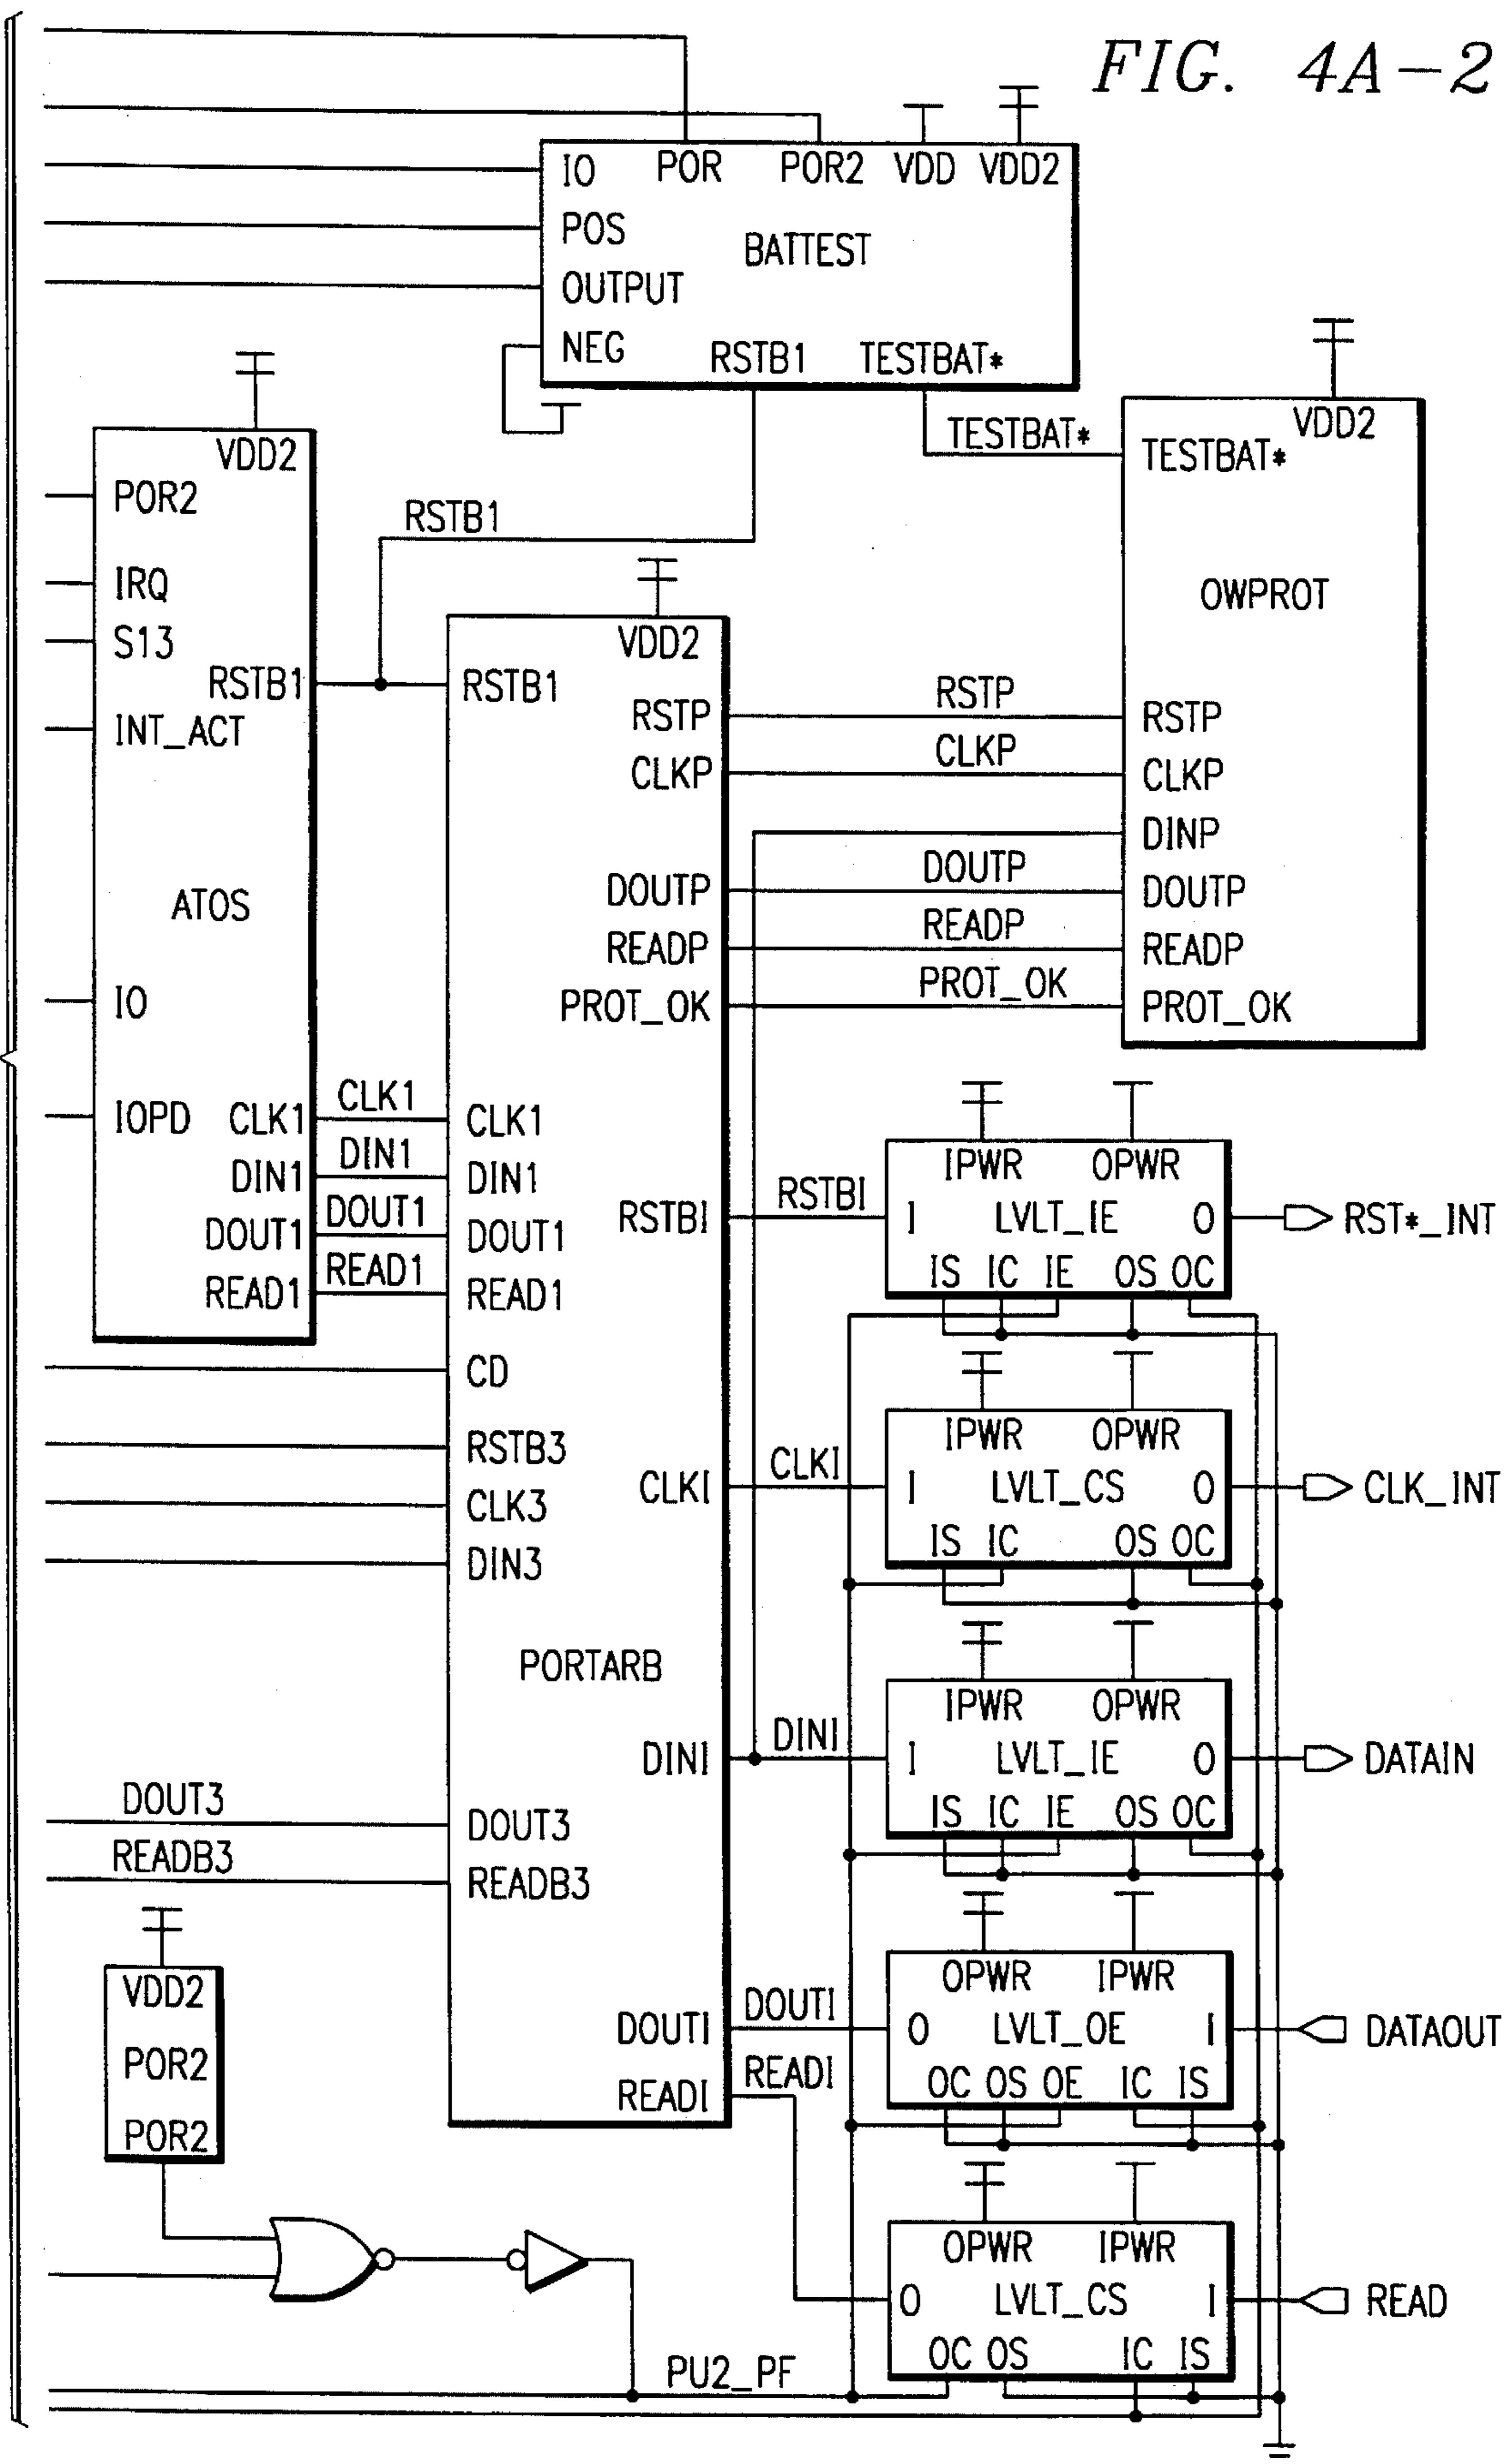 FIG. 4A-2
IO POR POR2 VDD VDD2
POS
BATTEST
OUTPUT
NEG
RSTB1 TESTBAT*
TESTBAT*
VDD2
TESTBAT*
OWPROT
VDD2
POR2
IRQ
S13
RSTB1
INT_ACT
ATOS
IO
IOPD CLK1
DIN1
DOUT1
READ1
RSTB1
CLK1
DIN1
DOUT1
READ1
VDD2
RSTB1
RSTP
CLKP
DOUTP
READP
PROT_OK
CLK1
DIN1
RSTBI
DOUT1
READ1
CD
RSTB3
CLKI
CLK3
DIN3
PORTARB
DINI
DOUT3
READB3
DOUTI
READI
RSTP
CLKP
DOUTP
READP
PROT_OK
RSTP
CLKP
DINP
DOUTP
READP
PROT_OK
RSTBI
IPWR OPWR
I LVLT_IE O
IS IC IE OS OC
RST*_INT
CLKI
IPWR OPWR
I LVLT_CS O
IS IC OS OC
CLK_INT
DINI
IPWR OPWR
I LVLT_IE O
IS IC IE OS OC
DATAIN
DOUT3
READB3
DOUTI
OPWR IPWR
O LVLT_OE I
OC OS OE IC IS
DATAOUT
READI
OPWR IPWR
O LVLT_CS I
OC OS IC IS
READ
VDD2
POR2
POR2
PU2_PF